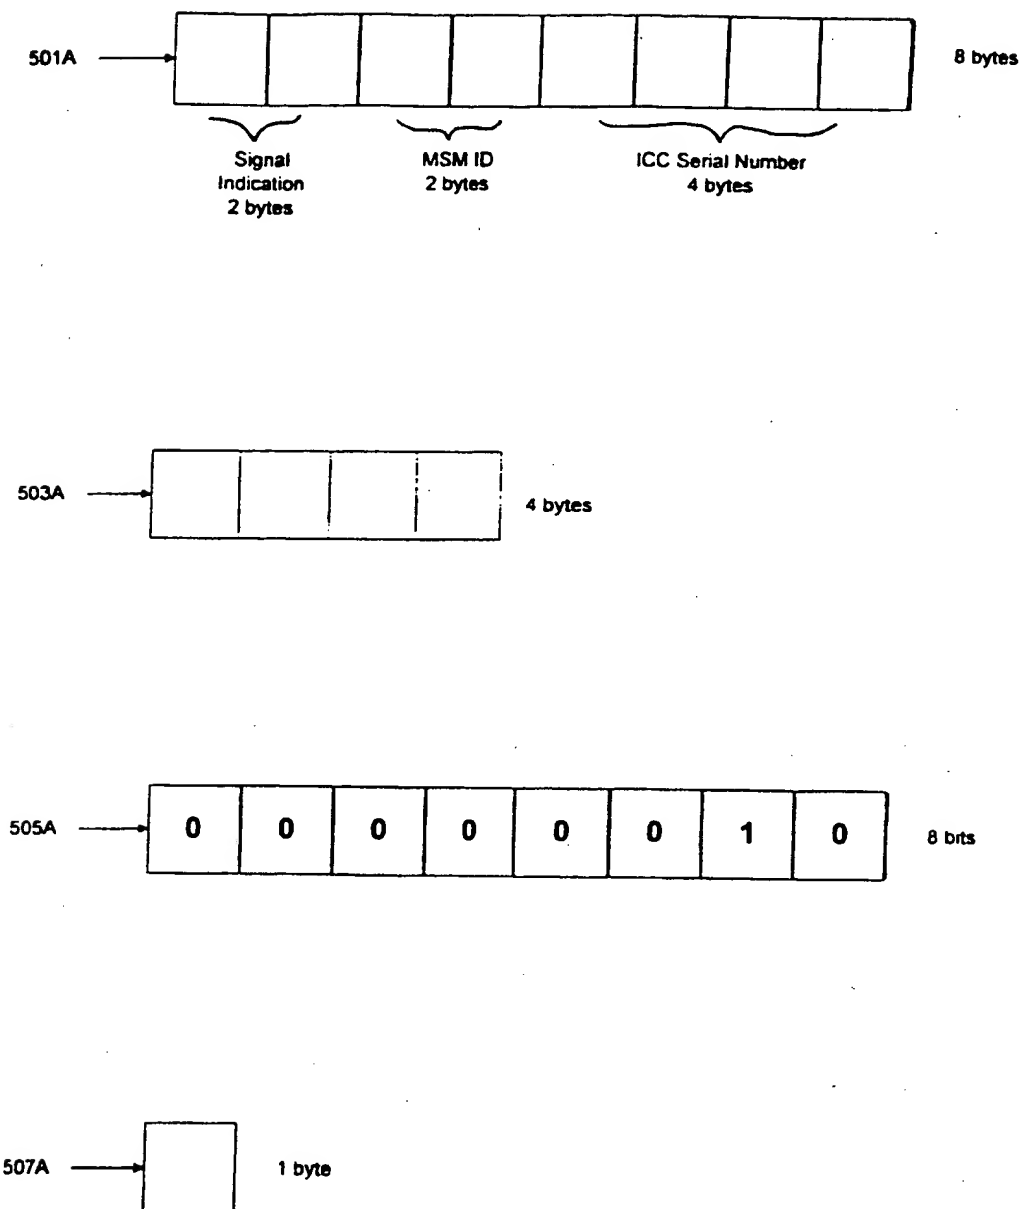 501A
8 bytes
Signal
Indication
2 bytes
MSM ID
2 bytes
ICC Serial Number
4 bytes
503A
4 bytes
505A
0 0 0 0 0 0 1 0
8 bits
507A
1 byte